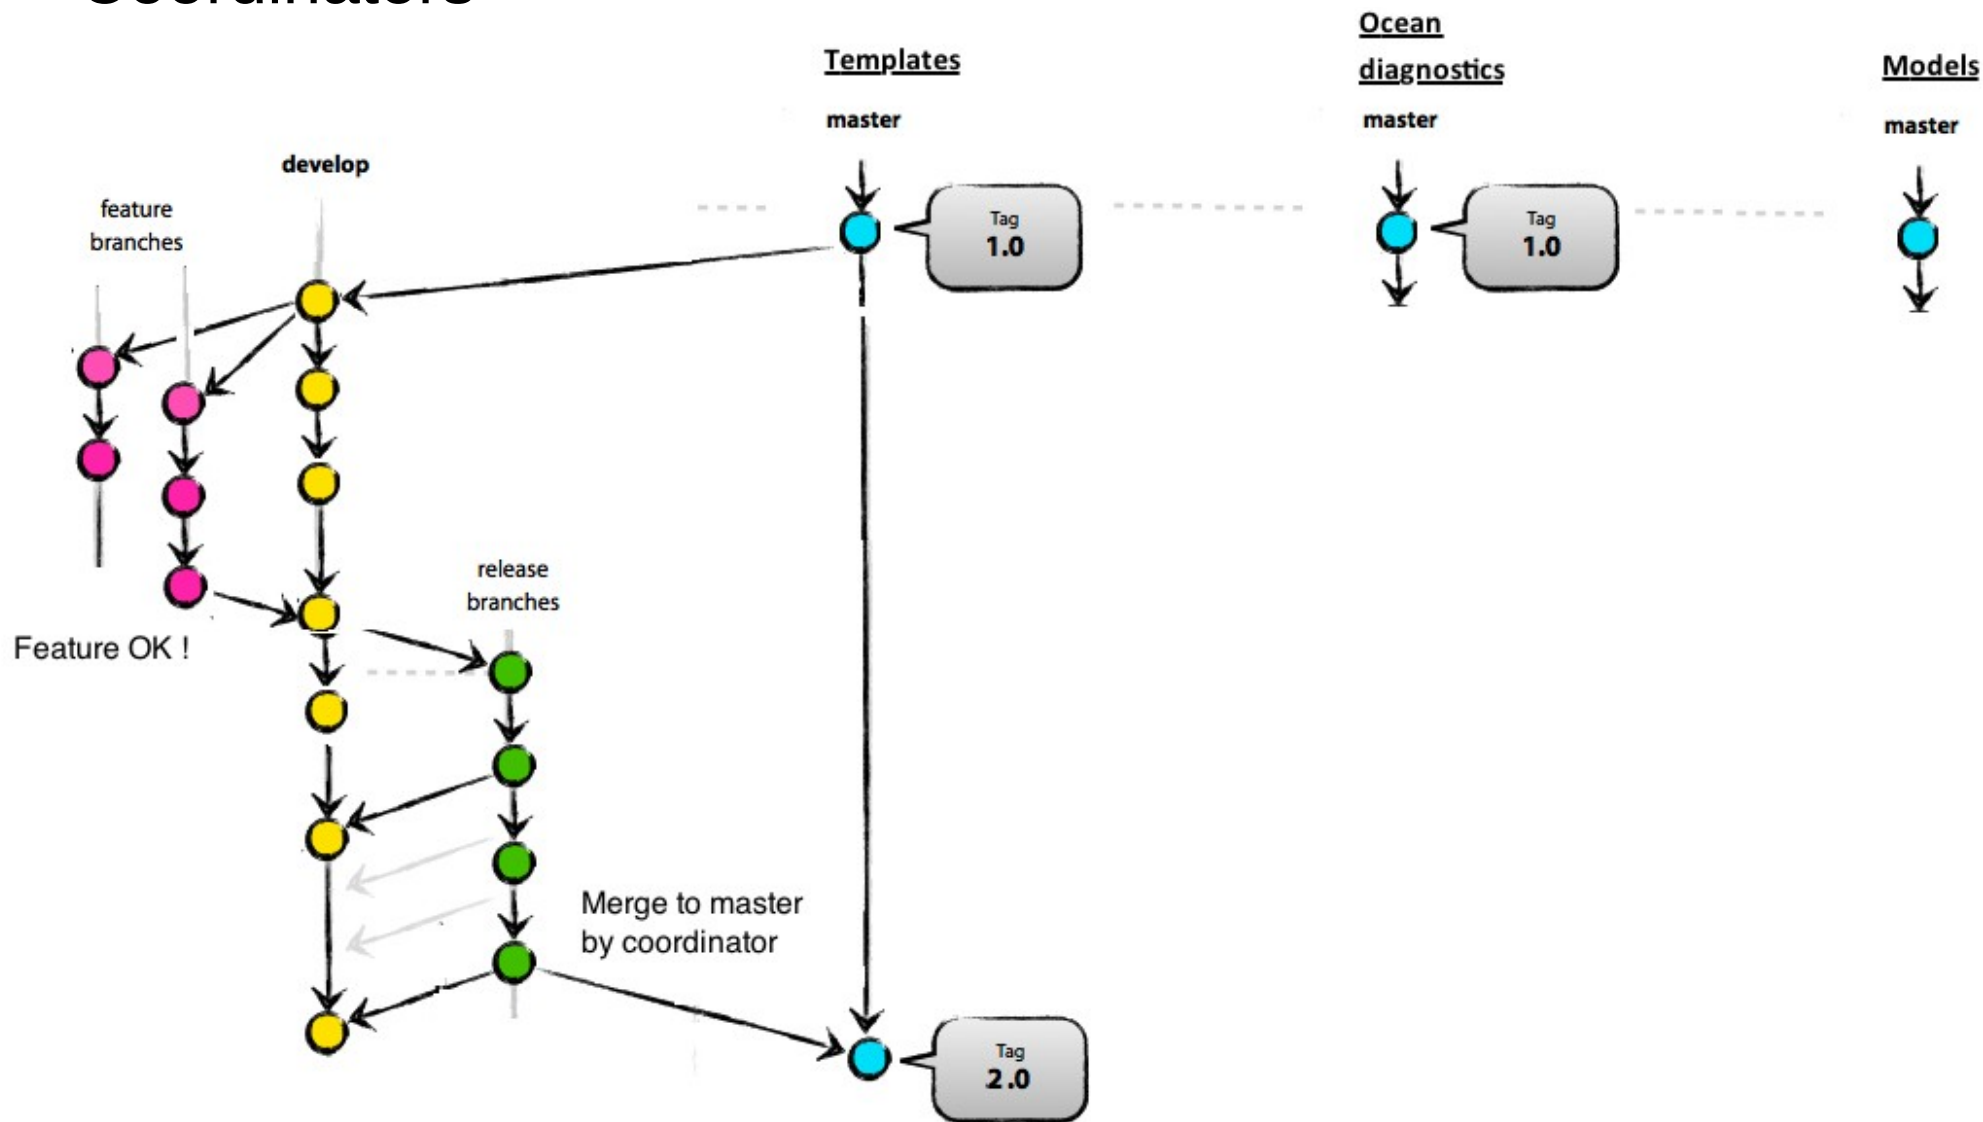 Coordinators
Templates
master
Ocean
diagnostics
master
Models
master
develop
feature
branches
Tag
1.0
Tag
1.0
release
branches
Feature OK !
Merge to master
by coordinator
Tag
2.0